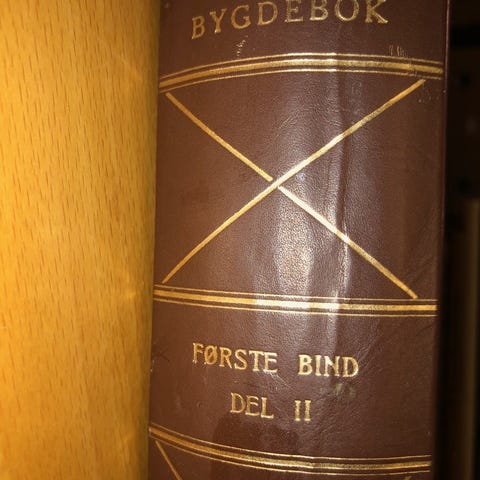 BYGDEBOK
FØRSTE BIND
DEL II